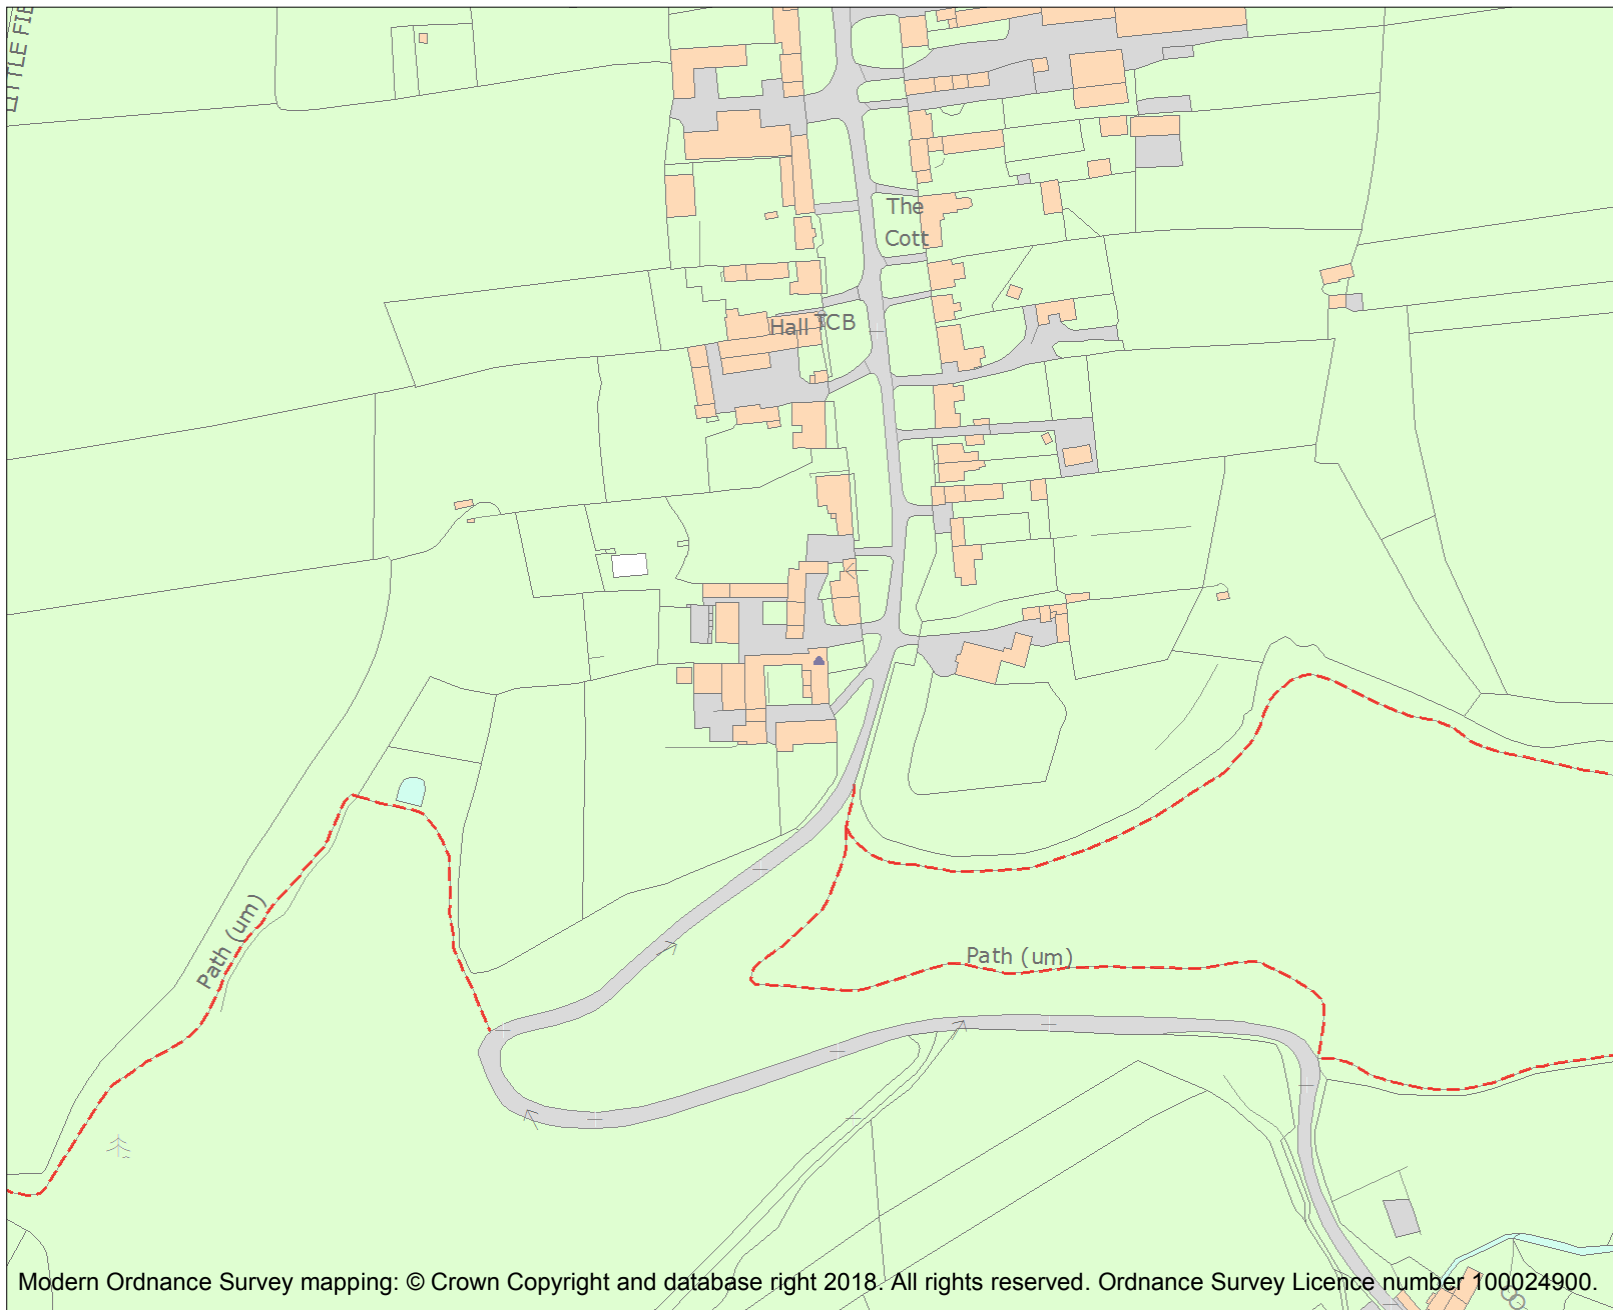 LITTLE FIE
The
Cott
Hall TCB
Path (um)
Path (um)
Modern Ordnance Survey mapping: © Crown Copyright and database right 2018. All rights reserved. Ordnance Survey Licence number 100024900.